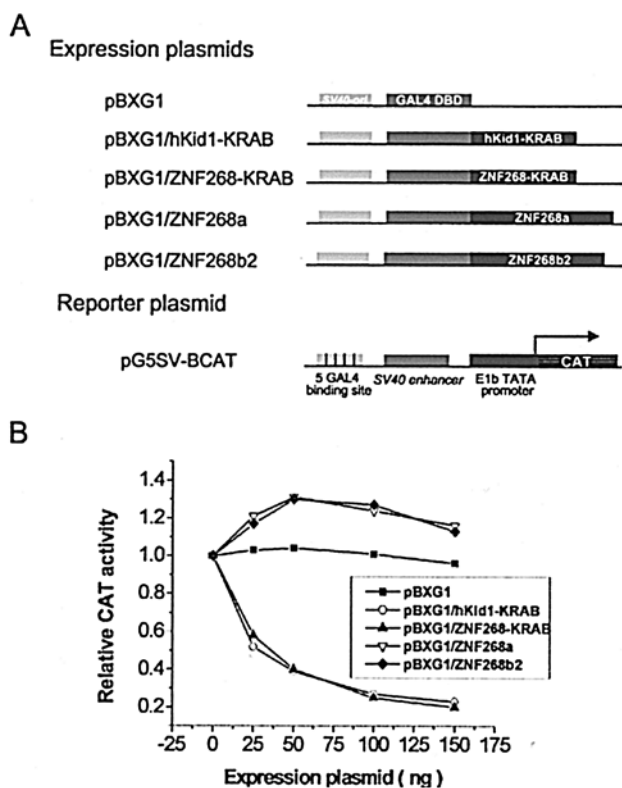 A
Expression plasmids
pBXG1
SV40-ori
GAL4 DBD
pBXG1/hKid1-KRAB
hKid1-KRAB
pBXG1/ZNF268-KRAB
ZNF268-KRAB
pBXG1/ZNF268a
ZNF268a
pBXG1/ZNF268b2
ZNF268b2
Reporter plasmid
pG5SV-BCAT
CAT
5 GAL4
binding site
SV40 enhancer
E1b TATA
promoter
B
Relative CAT activity
1.4
1.2
1.0
0.8
0.6
0.4
0.2
pBXG1
pBXG1/hKid1-KRAB
pBXG1/ZNF268-KRAB
pBXG1/ZNF268a
pBXG1/ZNF268b2
-25 0 25 50 75 100 125 150 175
Expression plasmid ( ng )